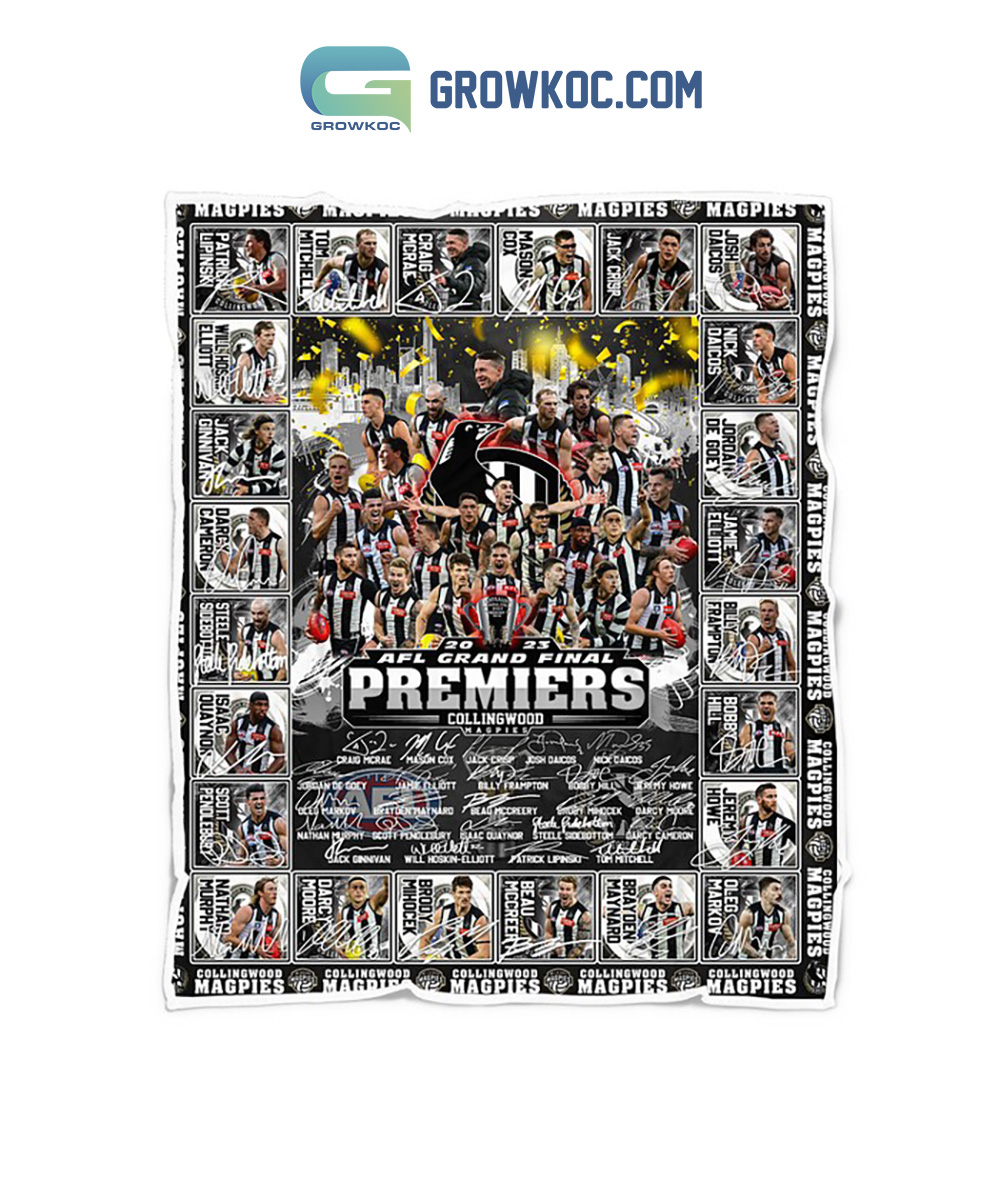 GROWKOC
GROWKOC.COM
MAGPIES MAGPIES MAGPIES MAGPIES MAGPIES
PATRICK LIPINSKI
TOM MITCHELL
CRAIG MCRAE
MASON COX
JACK CRISP
JOSH DAICOS
WILL HOSKIN ELLIOTT
NICK DAICOS
JACK GINNIVAN
JORDAN DE GOEY
DARCY CAMERON
JAMIE ELLIOTT
STEELE SIDEBOTTOM
BILLY FRAMPTON
ISAAC QUAYNOR
BOBBY HILL
SCOTT PENDLEBURY
JEREMY HOWE
2023
AFL GRAND FINAL
PREMIERS
COLLINGWOOD
MAGPIES
CRAIG MCRAE MASON COX JACK CRISP JOSH DAICOS NICK DAICOS
JORDAN DE GOEY JAMIE ELLIOTT BILLY FRAMPTON BOBBY HILL JEREMY HOWE
OLEG MARKOV BRAYDEN MAYNARD BEAU MCCREERY BRODY MIHOCEK DARCY MOORE
NATHAN MURPHY SCOTT PENDLEBURY ISAAC QUAYNOR STEELE SIDEBOTTOM DARCY CAMERON
JACK GINNIVAN WILL HOSKIN-ELLIOTT PATRICK LIPINSKI TOM MITCHELL
NATHAN MURPHY
DARCY MOORE
BRODY MIHOCEK
BEAU MCCREERY
BRAYDEN MAYNARD
OLEG MARKOV
COLLINGWOOD COLLINGWOOD COLLINGWOOD COLLINGWOOD COLLINGWOOD
MAGPIES MAGPIES MAGPIES MAGPIES MAGPIES